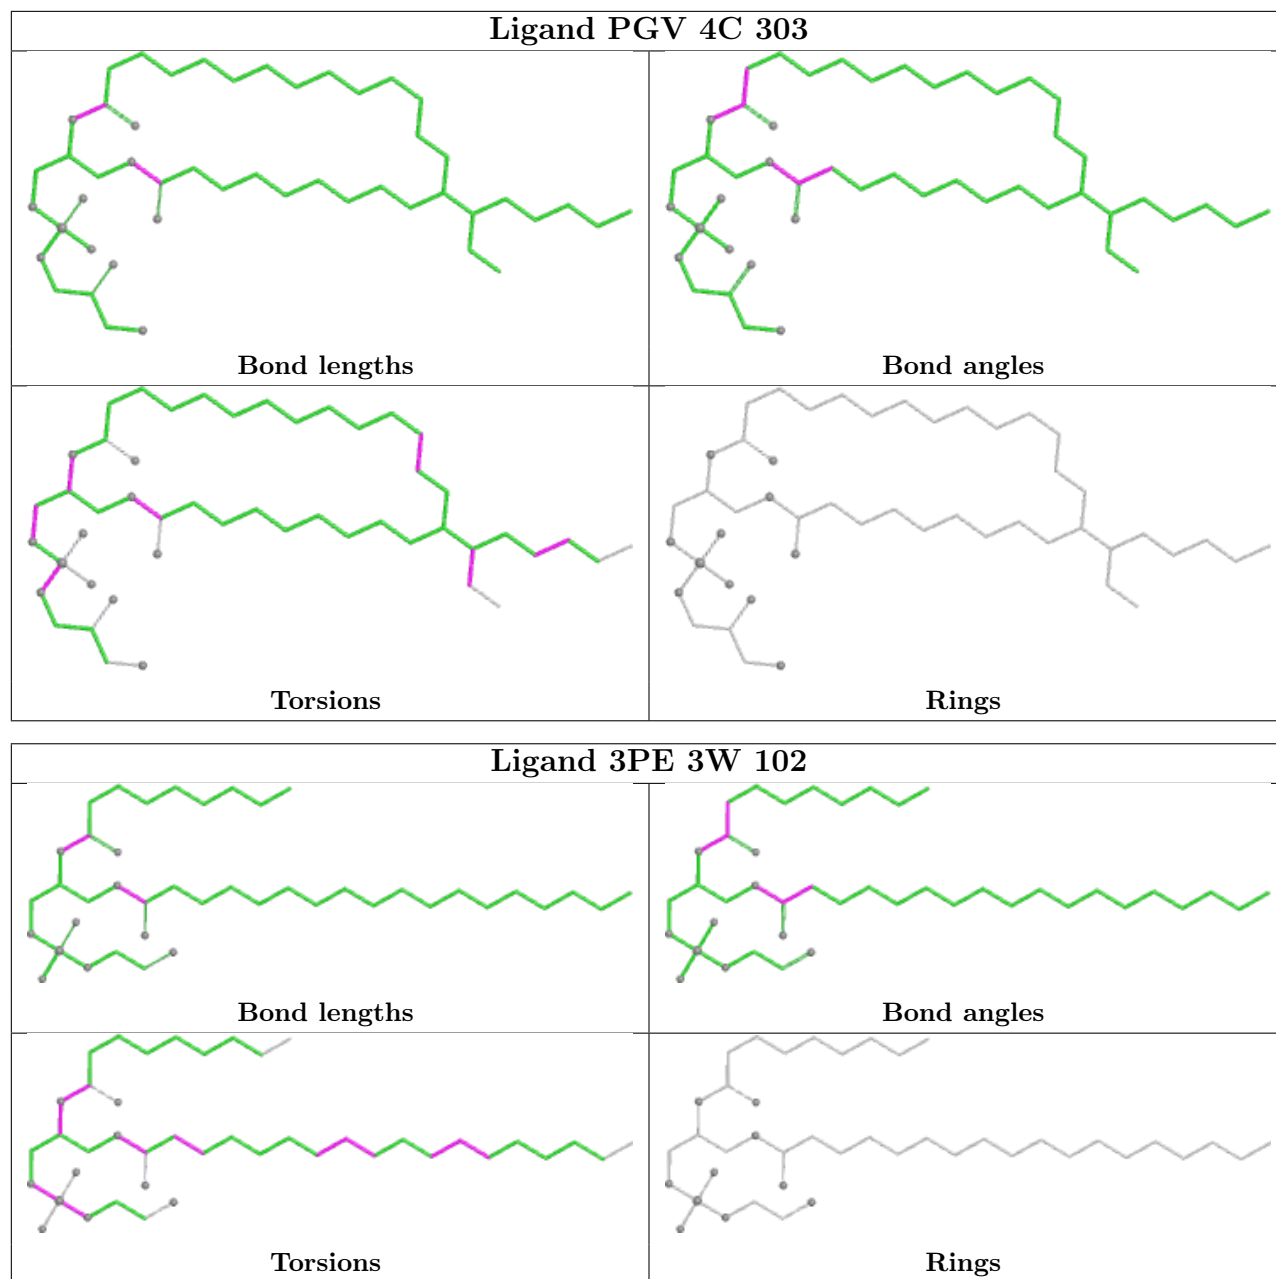 Ligand PGV 4C 303
Bond lengths
Bond angles
Torsions
Rings
Ligand 3PE 3W 102
Bond lengths
Bond angles
Torsions
Rings